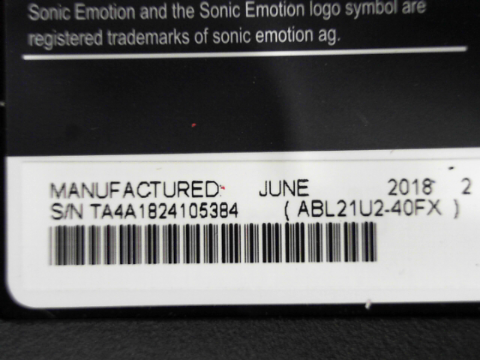 Sonic Emotion and the Sonic Emotion logo symbol are
registered trademarks of sonic emotion ag.
MANUFACTURED JUNE 2018 2
S/N TA4A1824105384 ( ABL21U2-40FX )